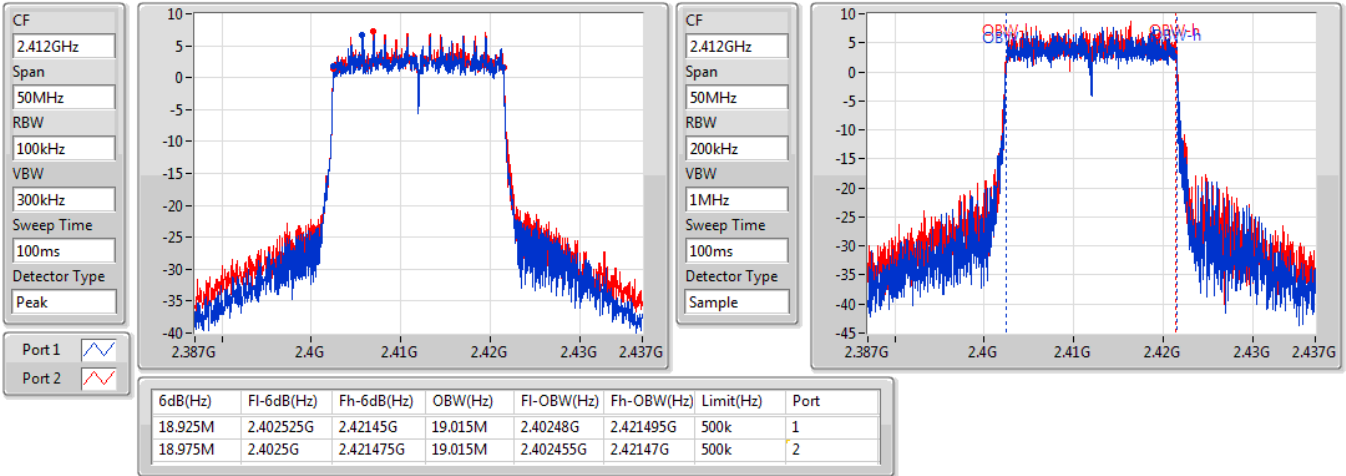 CF
2.412GHz
Span
50MHz
RBW
100kHz
VBW
300kHz
Sweep Time
100ms
Detector Type
Peak
Port 1
Port 2
10
5
0
-5
-10
-15
-20
-25
-30
-35
-40
2.387G 2.4G 2.41G 2.42G 2.43G 2.437G
CF
2.412GHz
Span
50MHz
RBW
200kHz
VBW
1MHz
Sweep Time
100ms
Detector Type
Sample
10
5
0
-5
-10
-15
-20
-25
-30
-35
-40
-45
OBW-h
OBW-h
2.387G 2.4G 2.41G 2.42G 2.43G 2.437G
6dB(Hz) Fl-6dB(Hz) Fh-6dB(Hz) OBW(Hz) Fl-OBW(Hz) Fh-OBW(Hz) Limit(Hz) Port
18.925M 2.402525G 2.42145G 19.015M 2.40248G 2.421495G 500k 1
18.975M 2.4025G 2.421475G 19.015M 2.402455G 2.42147G 500k 2